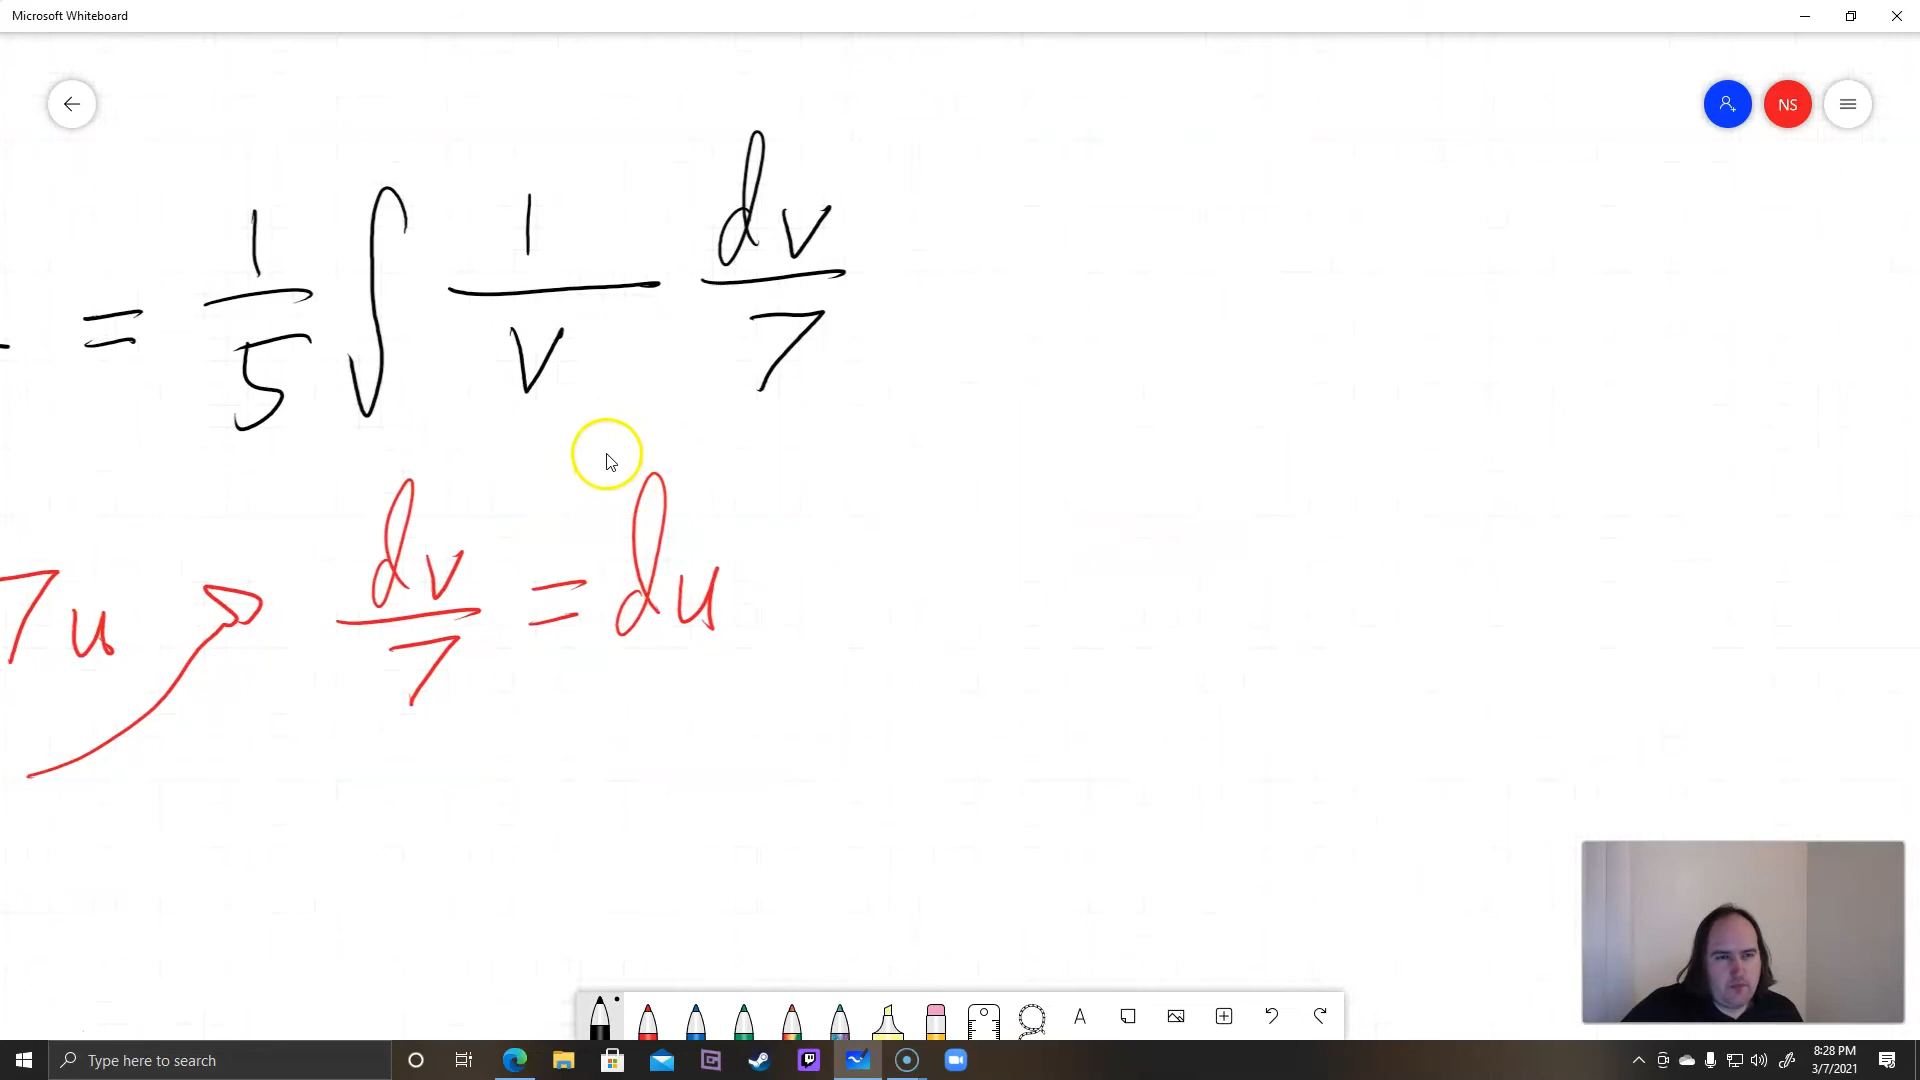 Microsoft Whiteboard
NS
= 1/5 ∫ 1/v dv/7
7u
dv/7 = du
A
Type here to search
8:28 PM
3/7/2021